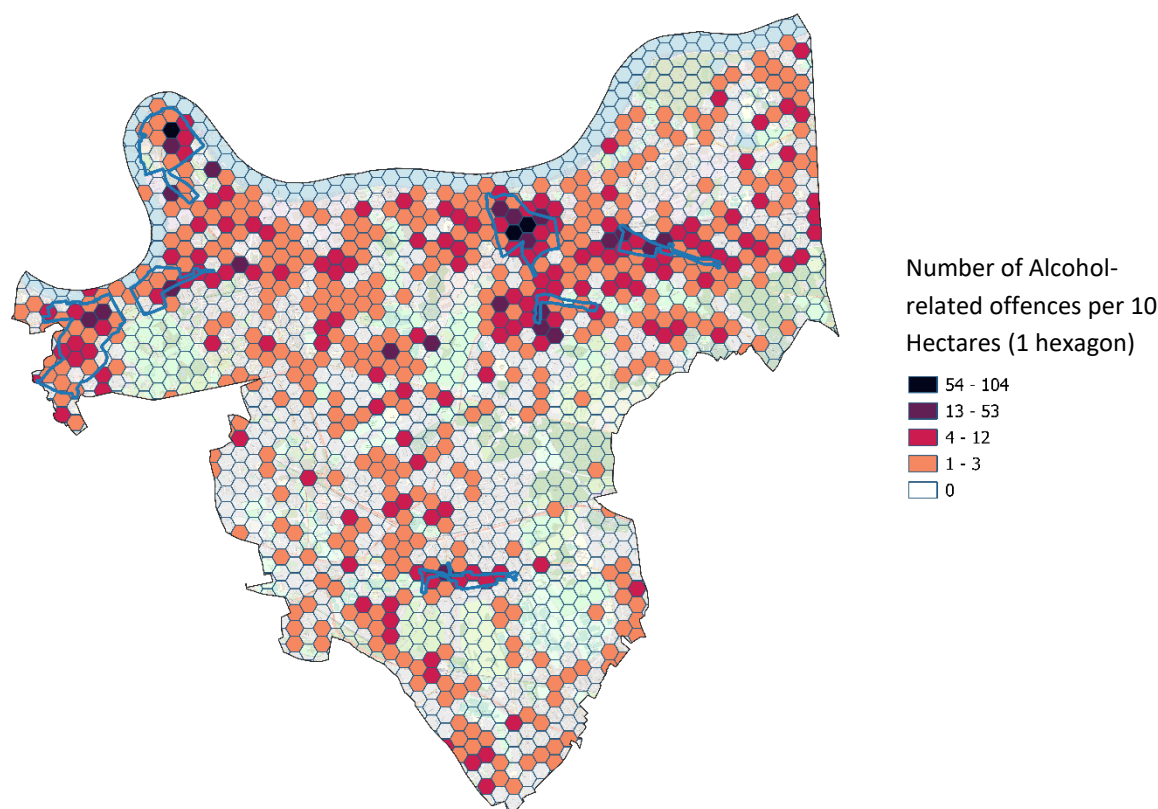 Number of Alcohol-
related offences per 10
Hectares (1 hexagon)
54 - 104
13 - 53
4 - 12
1 - 3
0